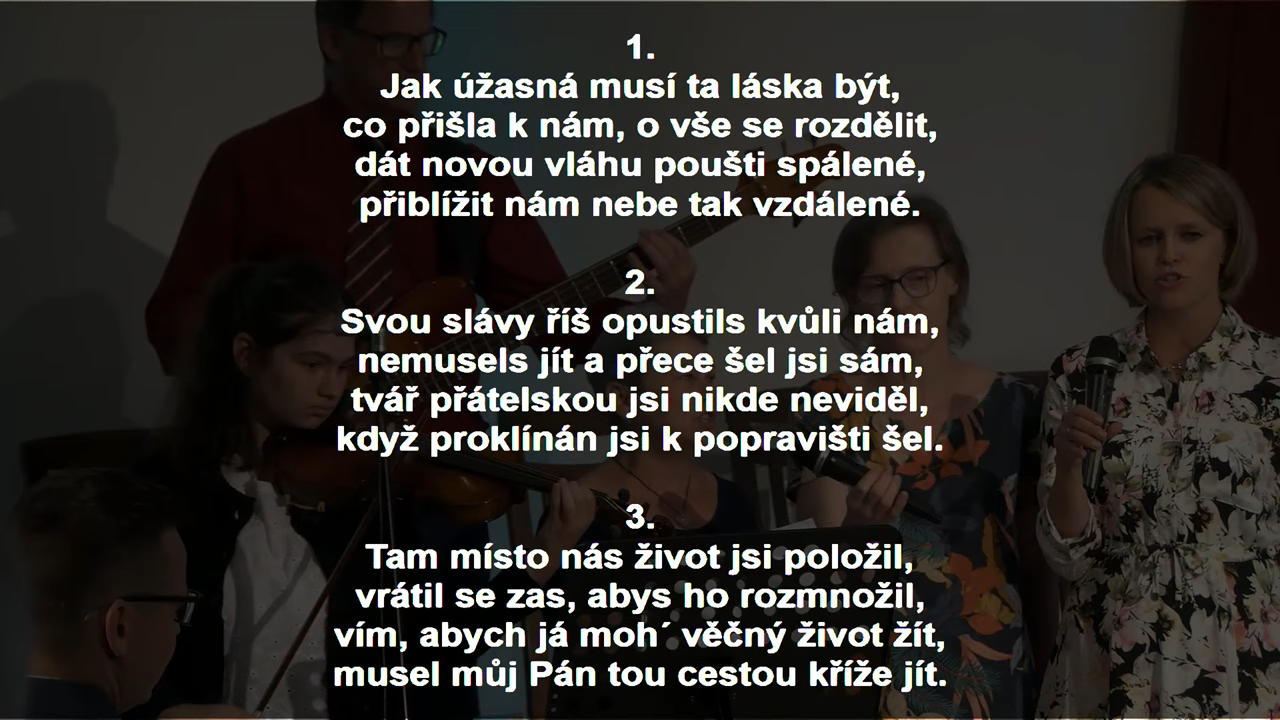 1.
Jak úžasná musí ta láska být,
co přišla k nám, o vše se rozdělit,
dát novou vláhu poušti spálené,
přiblížit nám nebe tak vzdálené.
2.
Svou slávy říš opustils kvůli nám,
nemusels jít a přece šel jsi sám,
tvář přátelskou jsi nikde neviděl,
když proklínán jsi k popravišti šel.
3.
Tam místo nás život jsi položil,
vrátil se zas, abys ho rozmnožil,
vím, abych já moh´ věčný život žít,
musel můj Pán tou cestou kříže jít.